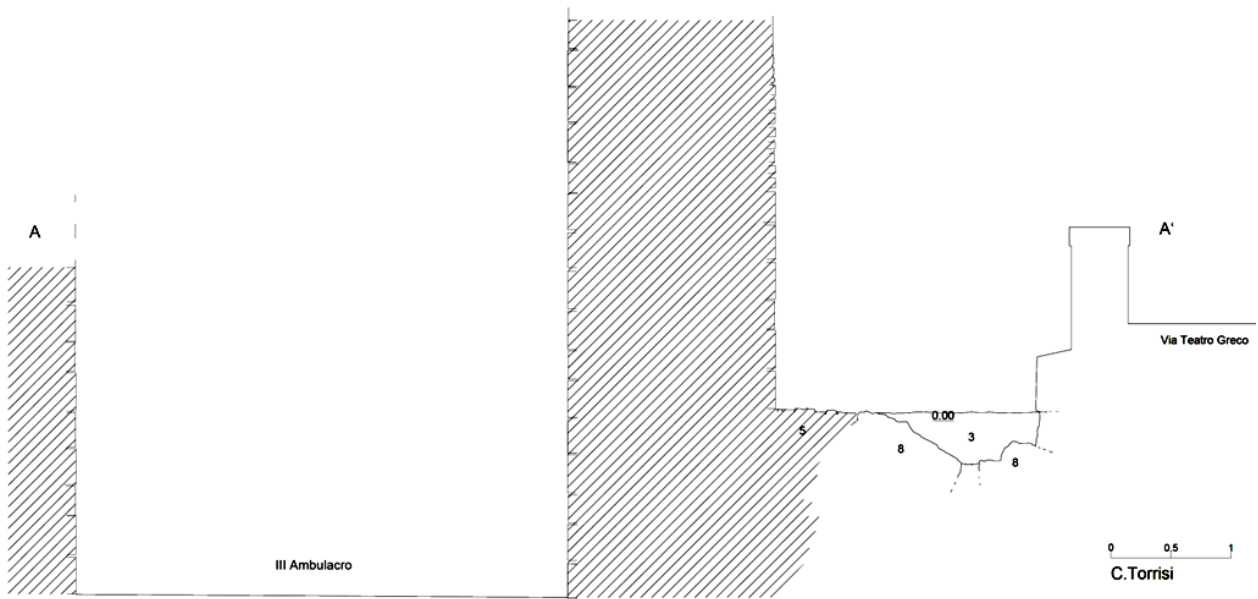 A
A'
Via Teatro Greco
0.00
5
3
8
8
III Ambulacro
0 0,5 1
C.Torrisi